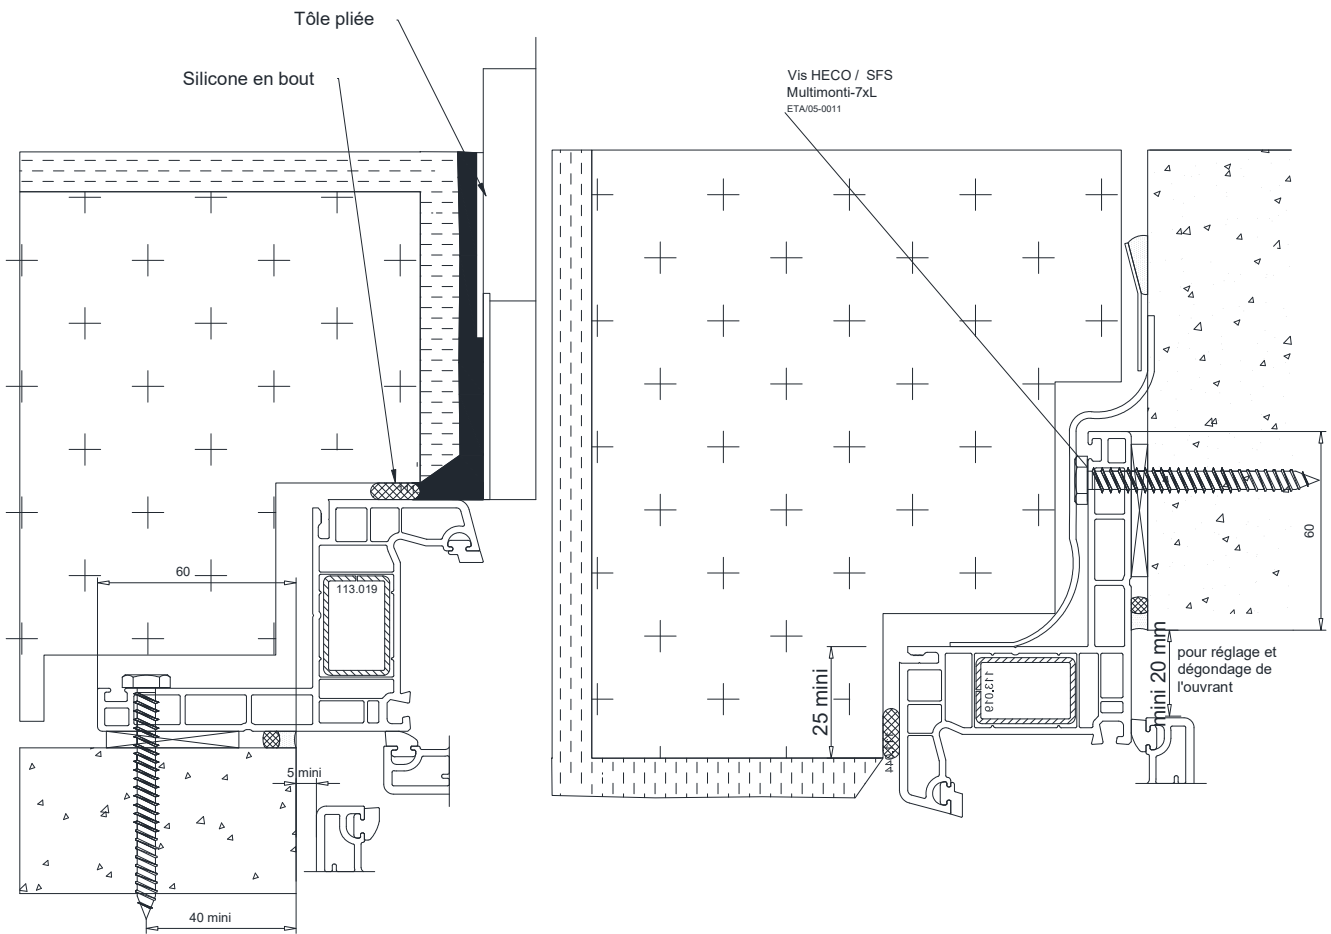 Tôle pliée
Silicone en bout
Vis HECO / SFS
Multimonti-7xL
ETA/05-0011
60
113.019
5 mini
40 mini
60
25 mini
113.019
mini 20 mm
pour réglage et
dégondage de
l'ouvrant